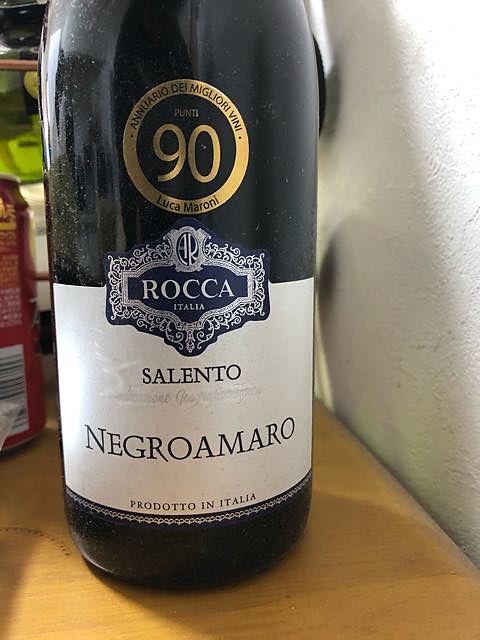 ANNUARIO DEI MIGLIORI VINI
PUNTI
90
Luca Maroni
AR
ROCCA
ITALIA
SALENTO
NEGROAMARO
PRODOTTO IN ITALIA